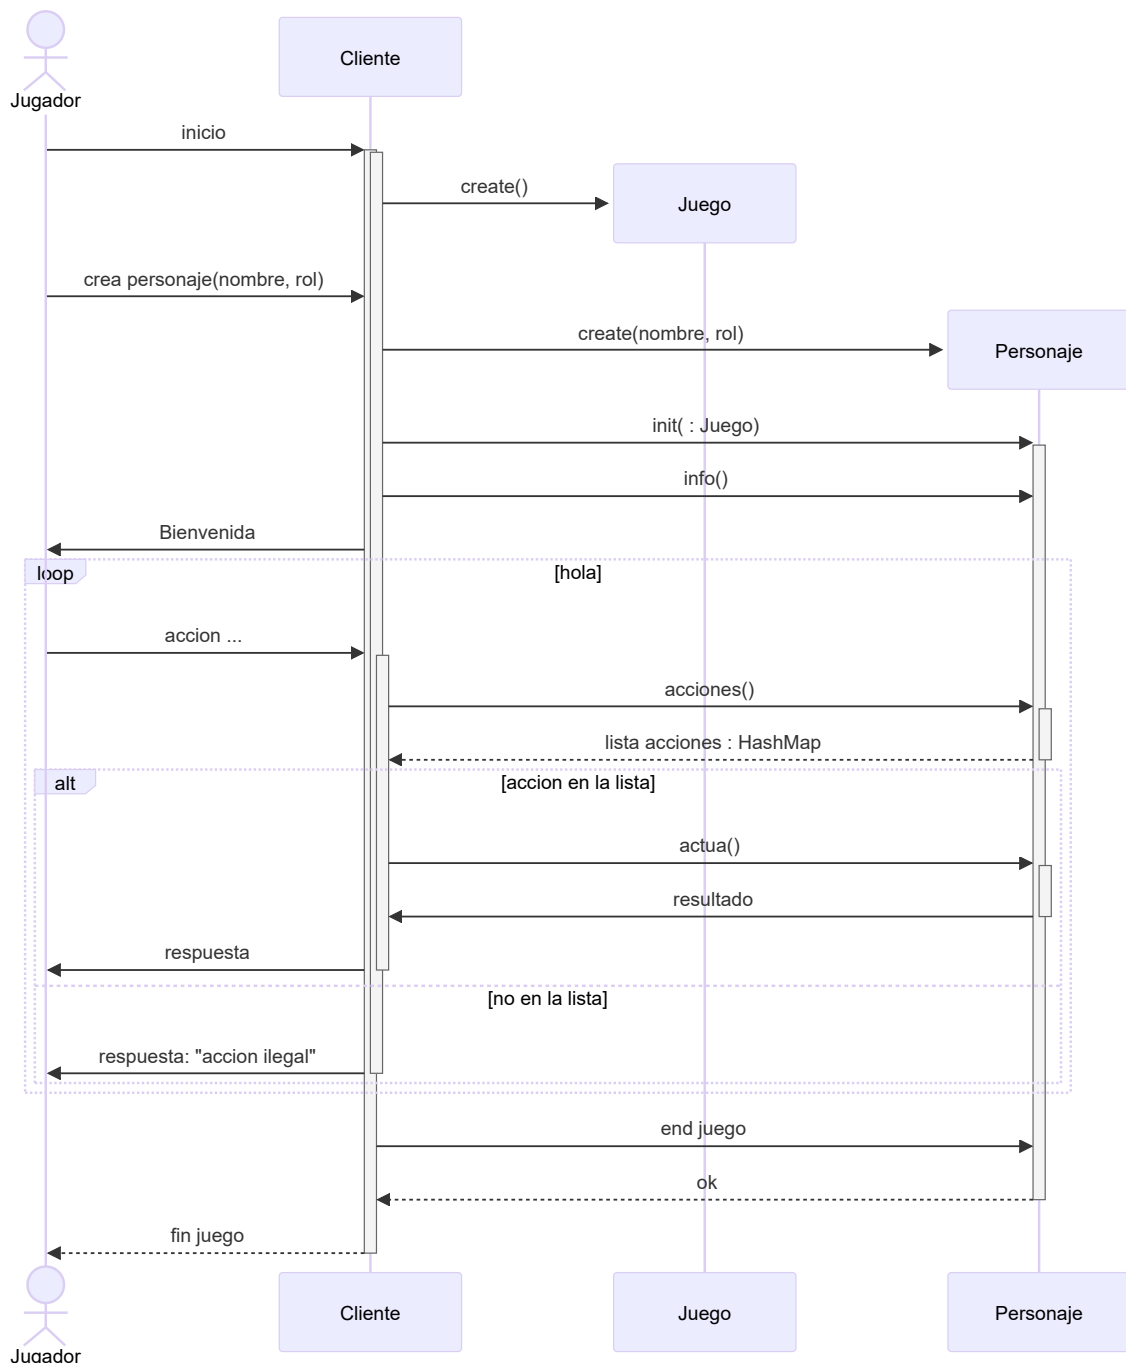 Cliente
Jugador
inicio
create()
Juego
crea personaje(nombre, rol)
create(nombre, rol)
Personaje
init( : Juego)
info()
Bienvenida
loop
[hola]
accion ...
acciones()
lista acciones : HashMap
alt
[accion en la lista]
actua()
resultado
respuesta
[no en la lista]
respuesta: "accion ilegal"
end juego
ok
fin juego
Cliente
Juego
Personaje
Jugador